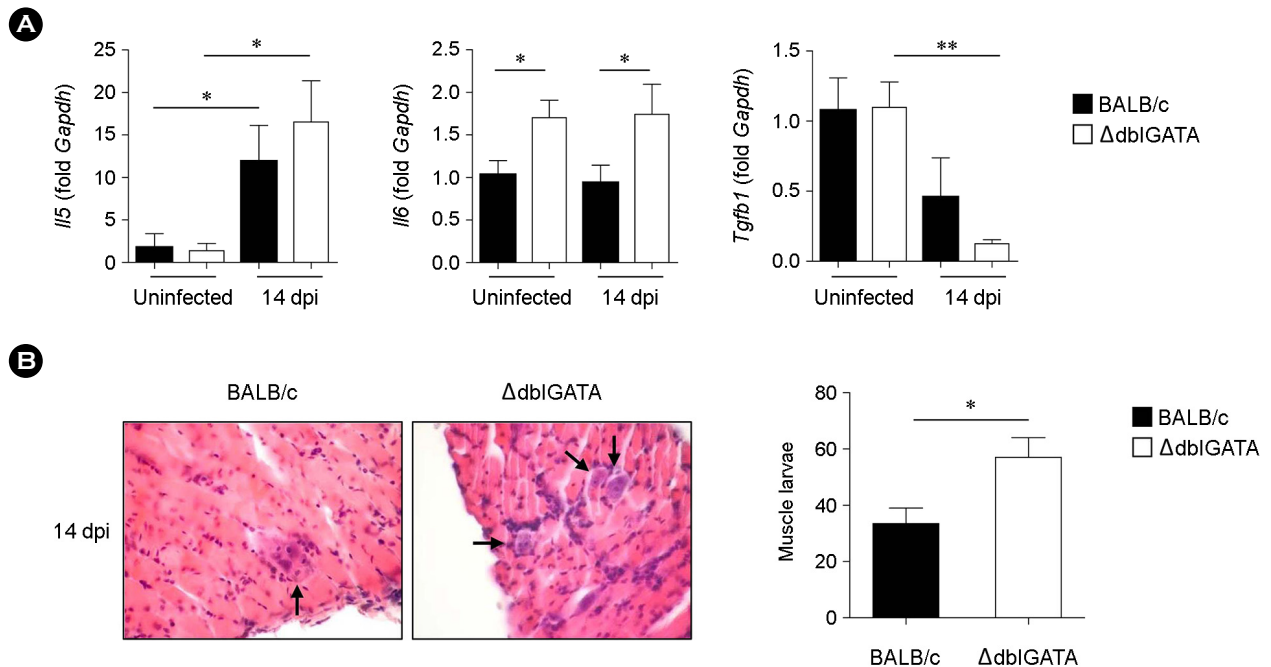 A
25
20
15
10
5
0
Il5 (fold Gapdh)
*
*
Uninfected 14 dpi
2.5
2.0
1.5
1.0
0.5
0.0
Il6 (fold Gapdh)
* *
Uninfected 14 dpi
1.5
1.0
0.5
0.0
Tgfb1 (fold Gapdh)
**
Uninfected 14 dpi
BALB/c
ΔdblGATA
B
BALB/c ΔdblGATA
14 dpi
80
60
40
20
0
Muscle larvae
*
BALB/c ΔdblGATA
BALB/c
ΔdblGATA